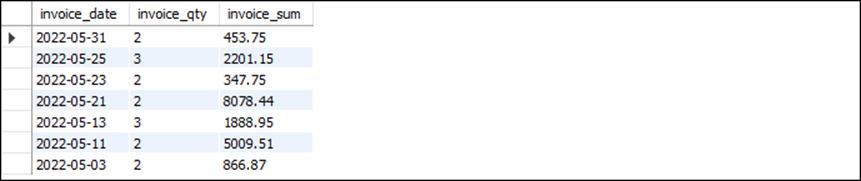 invoice_date invoice_qty invoice_sum
2022-05-31 2 453.75
2022-05-25 3 2201.15
2022-05-23 2 347.75
2022-05-21 2 8078.44
2022-05-13 3 1888.95
2022-05-11 2 5009.51
2022-05-03 2 866.87